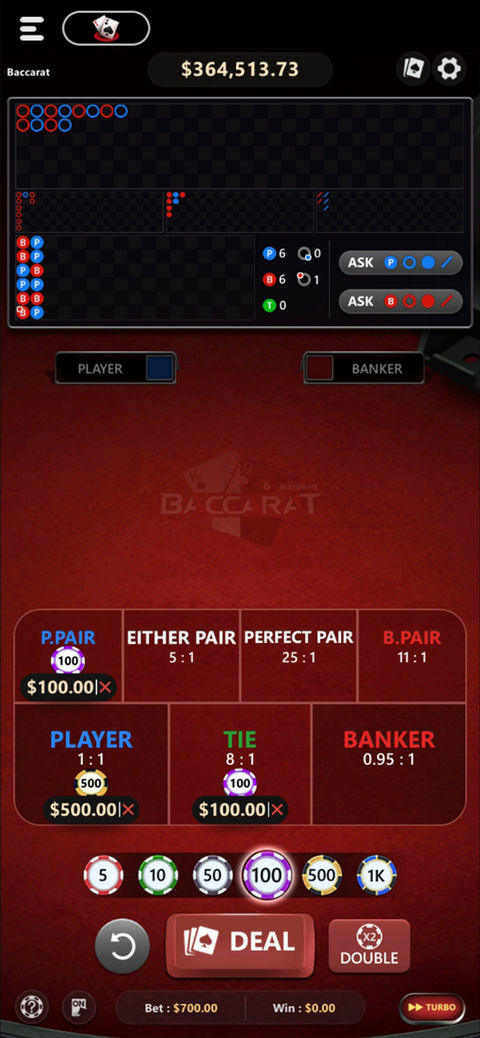 Baccarat
$364,513.73
B P
B P
P B
P P
B B
B P
P 6 0
B 6 1
T 0
ASK P
ASK B
PLAYER BANKER
6 included
BACCARAT
P.PAIR EITHER PAIR PERFECT PAIR B.PAIR
100 5 : 1 25 : 1 11 : 1
$100.00
PLAYER TIE BANKER
1 : 1 8 : 1 0.95 : 1
500 100
$500.00 $100.00
5 10 50 100 500 1K
DEAL
X2
DOUBLE
ON
Bet : $700.00 Win : $0.00
TURBO